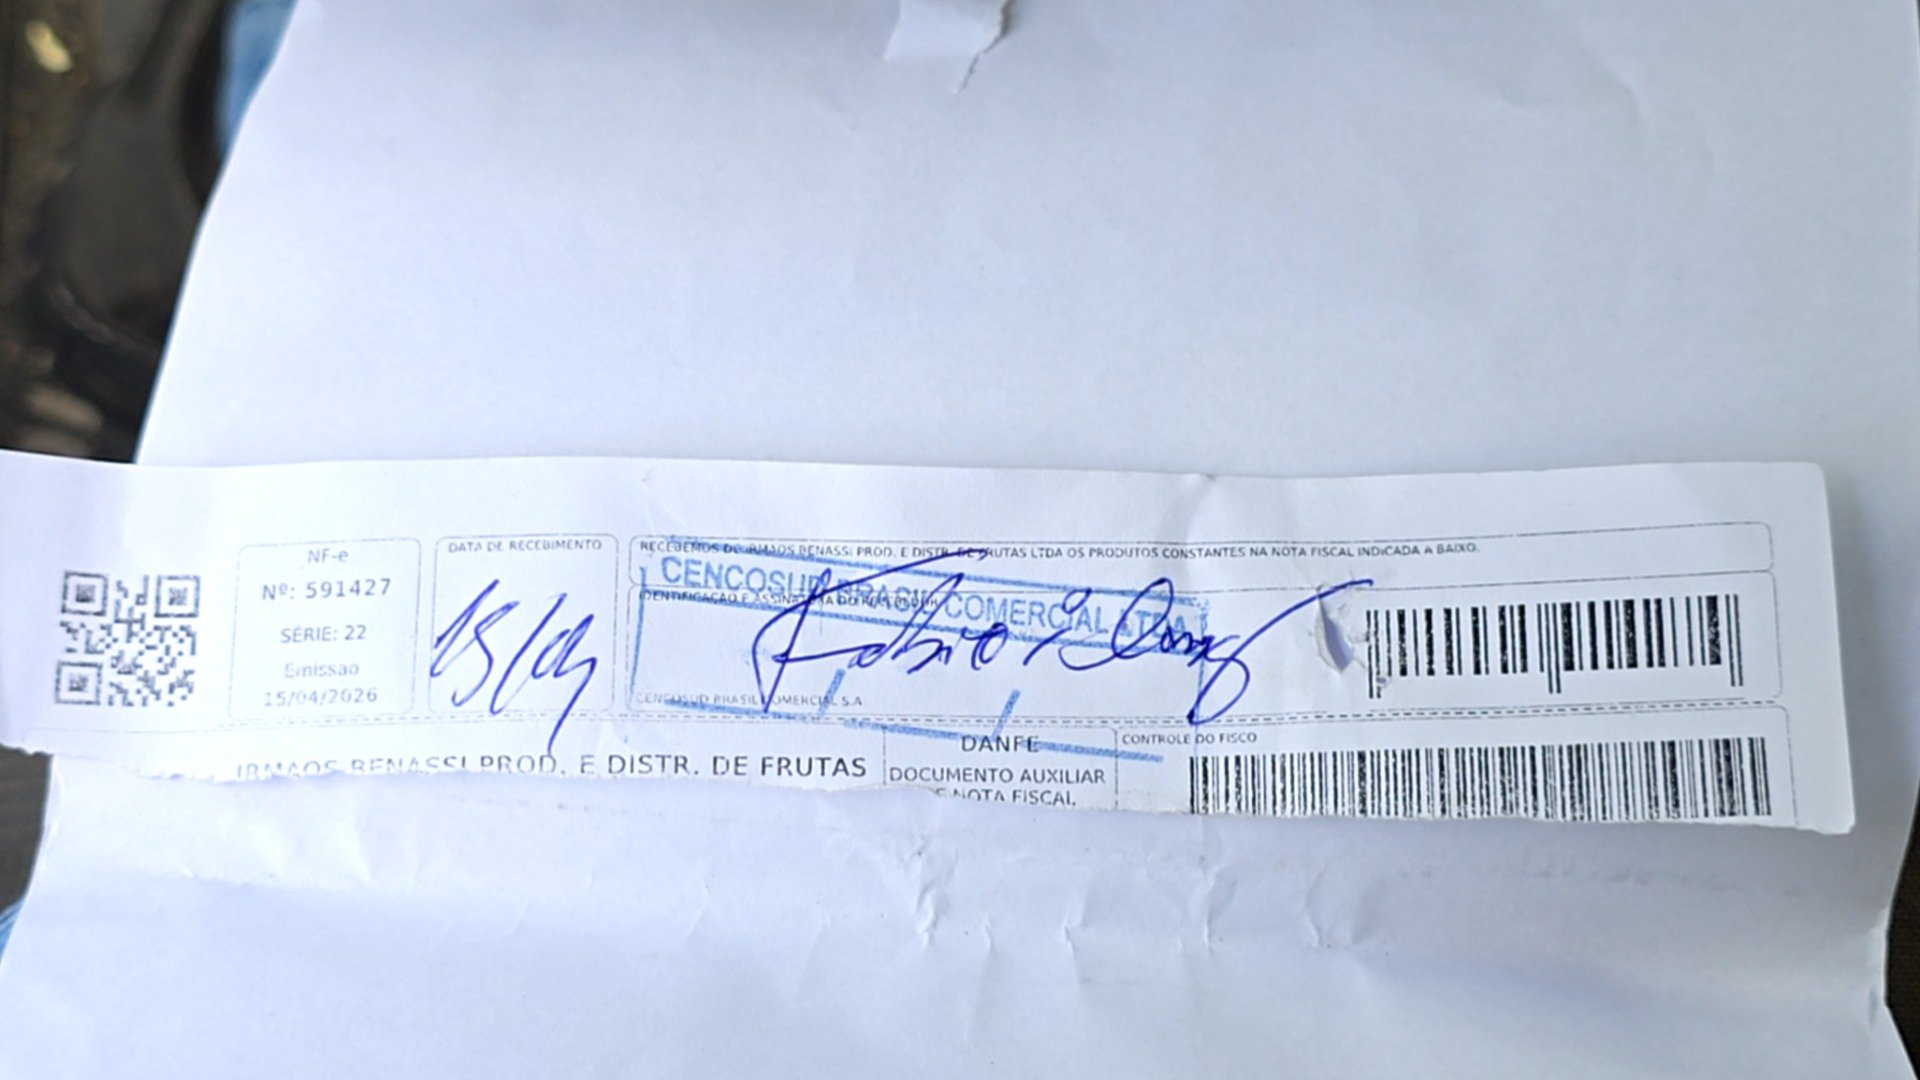 NF-e
Nº: 591427
SÉRIE: 22
Emissao
15/04/2026
DATA DE RECEBIMENTO
15/04
RECEBEMOS DE IRMAOS BENASSI PROD. E DISTR. DE FRUTAS LTDA OS PRODUTOS CONSTANTES NA NOTA FISCAL INDICADA A BAIXO.
CENCOSUD BRASIL COMERCIAL LTDA
IDENTIFICAÇÃO E ASSINATURA DO RECEBEDOR
Fabio
CENCOSUD BRASIL COMERCIAL S.A
IRMAOS BENASSI PROD. E DISTR. DE FRUTAS
DANFE
DOCUMENTO AUXILIAR
DE NOTA FISCAL
CONTROLE DO FISCO